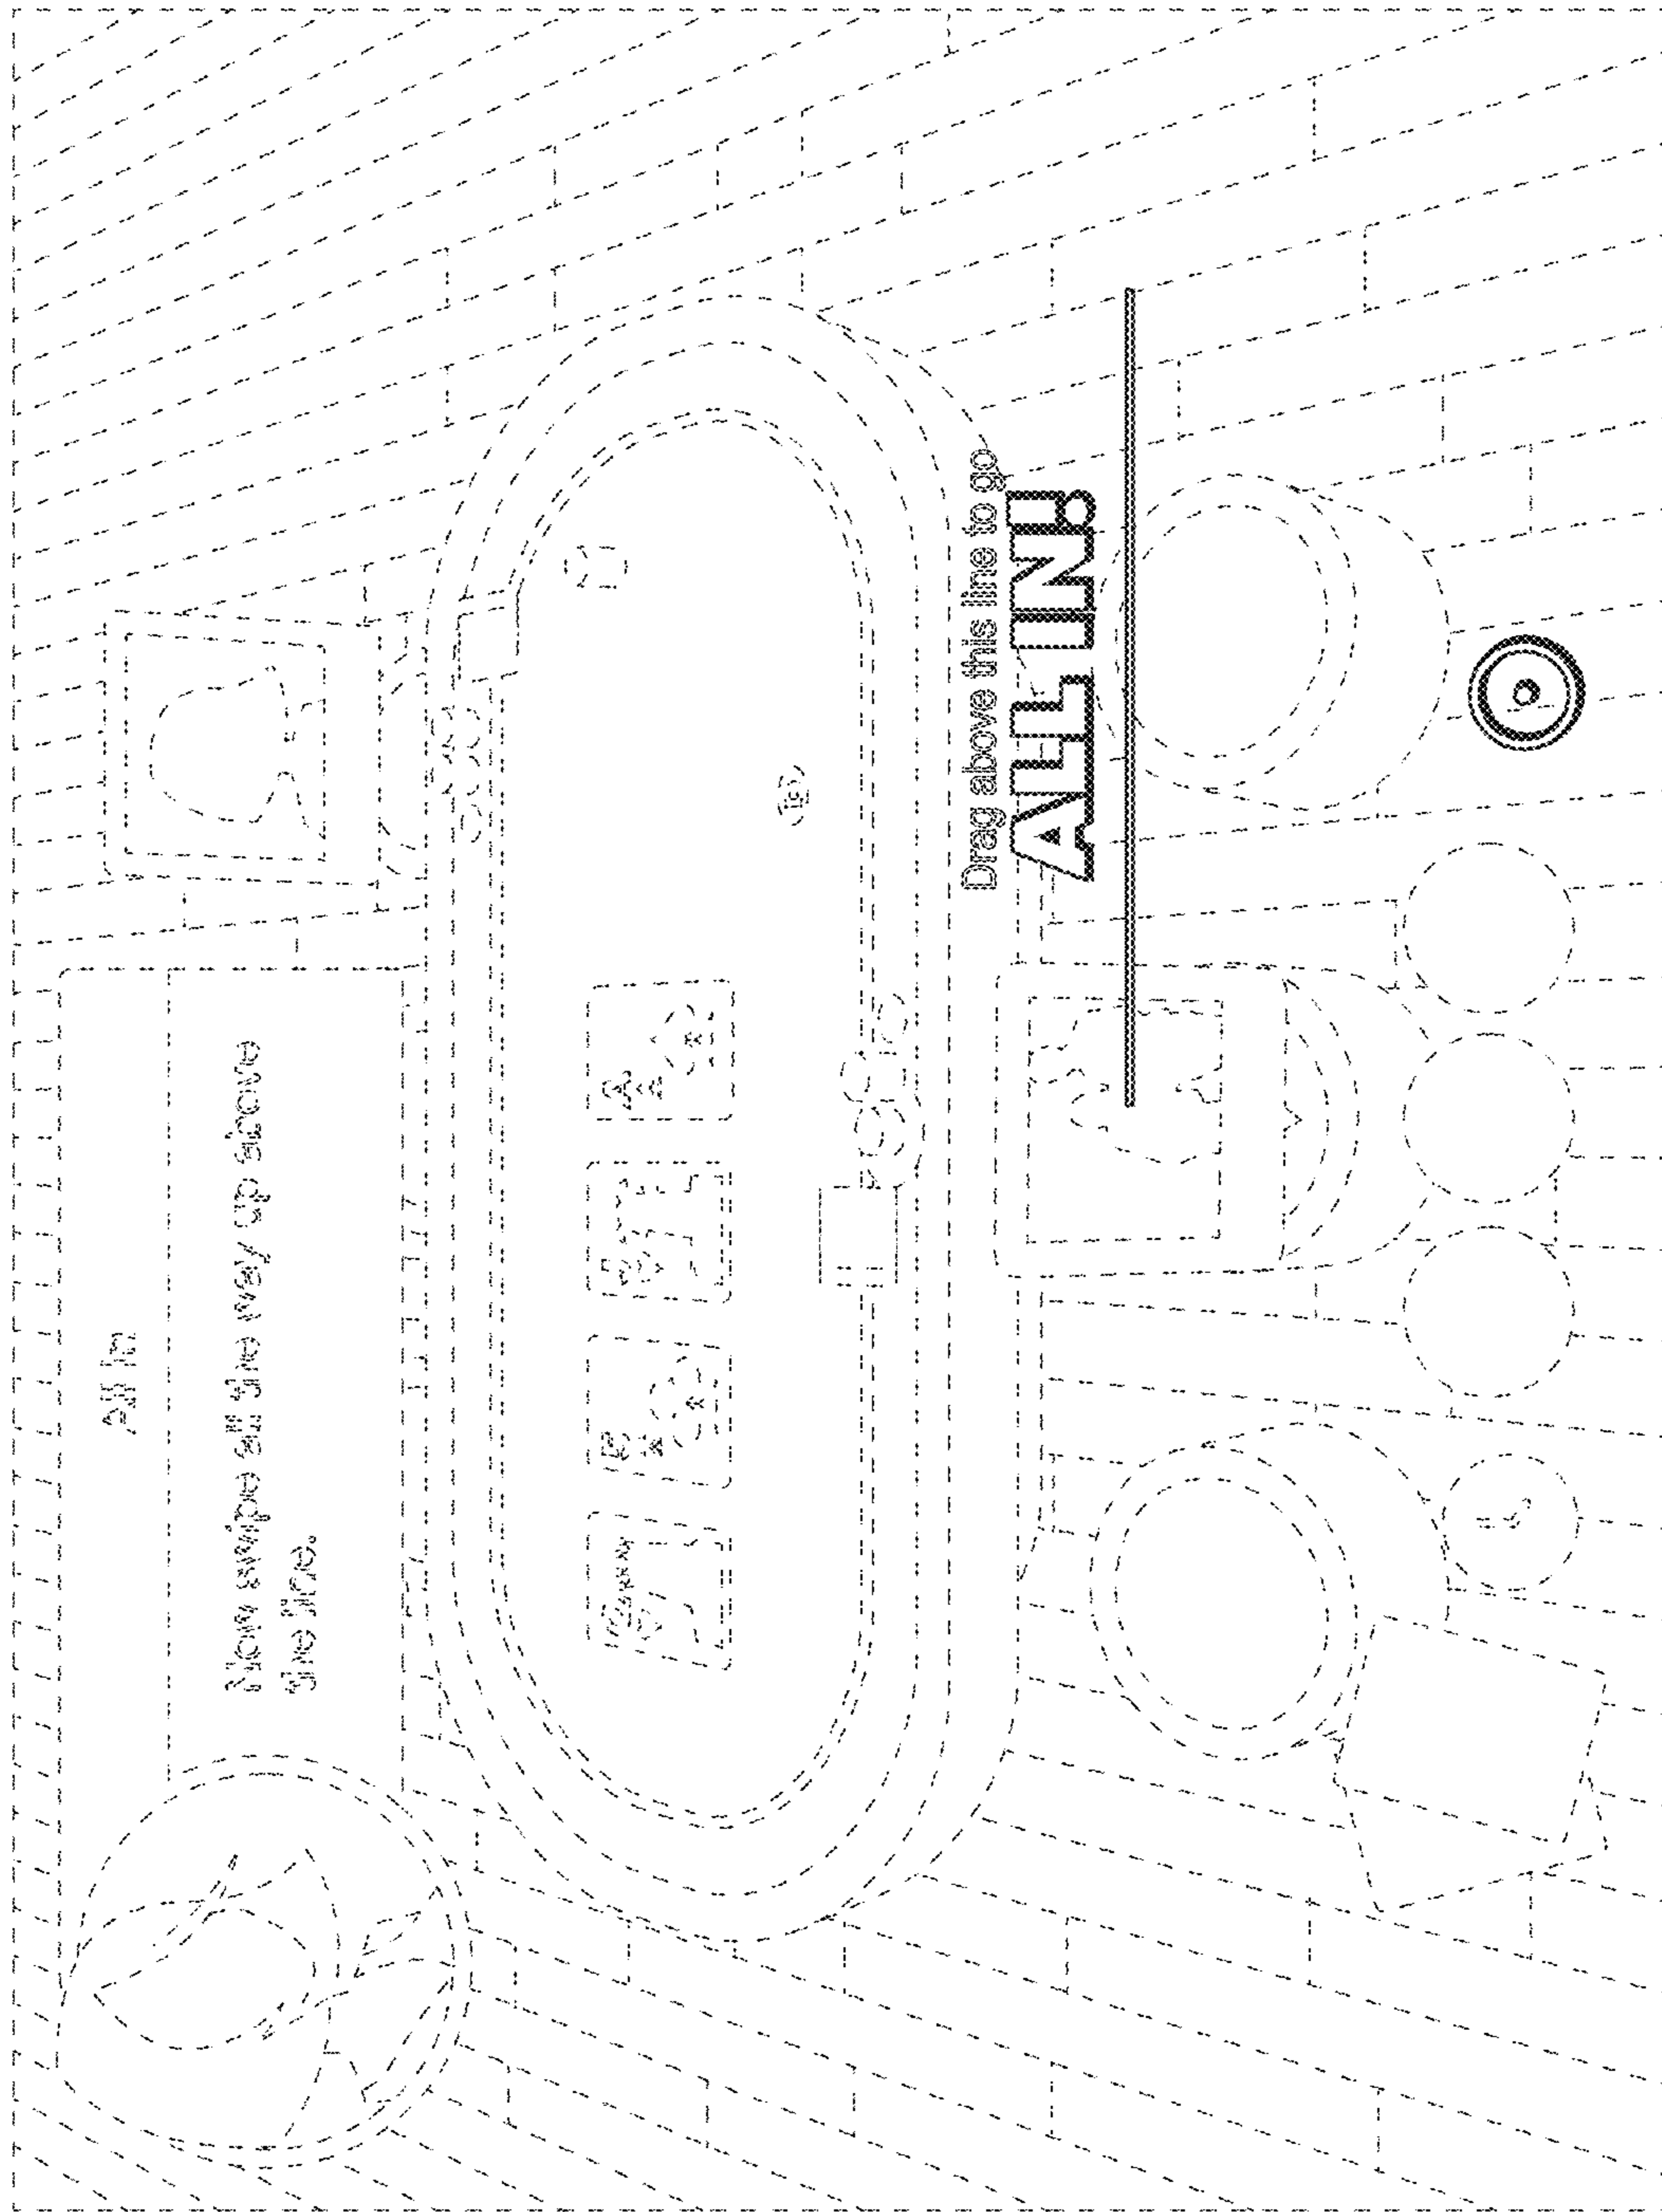 All In
Now swipe all the way up above
the line.
Drag above this line to go
ALL IN!